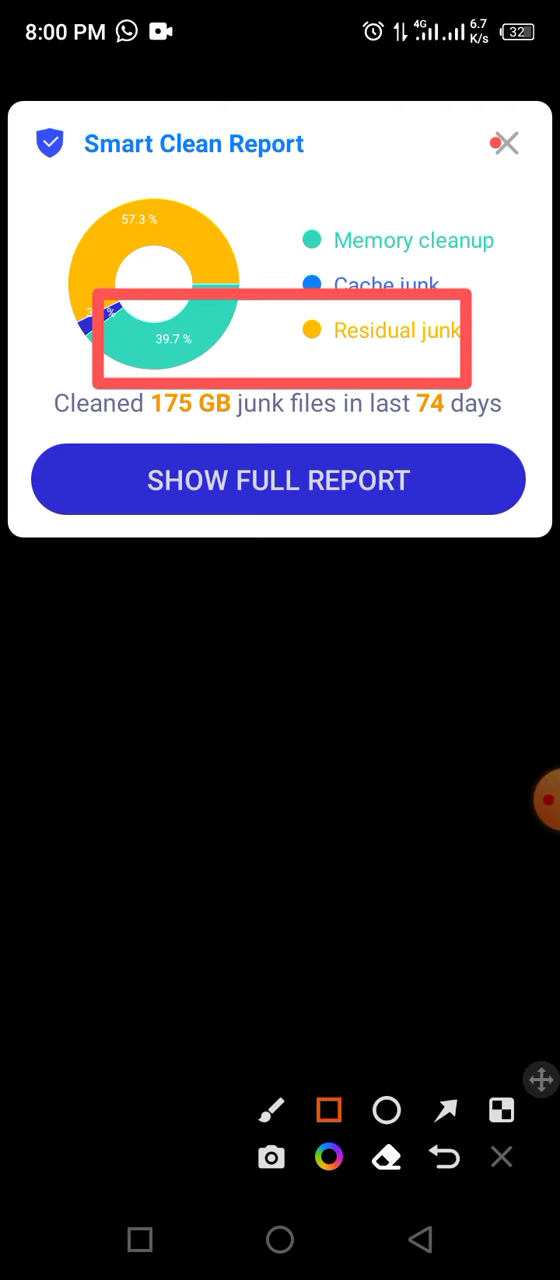 8:00 PM
4G
6.7
K/s
32
Smart Clean Report
57.3 %
Memory cleanup
Cache junk
Residual junk
39.7 %
Cleaned 175 GB junk files in last 74 days
SHOW FULL REPORT